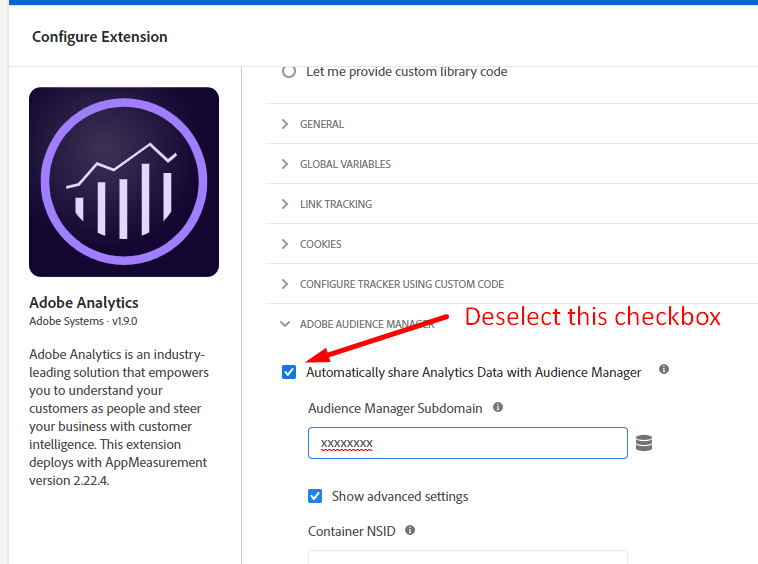 Configure Extension
Let me provide custom library code
GENERAL
GLOBAL VARIABLES
LINK TRACKING
COOKIES
CONFIGURE TRACKER USING CUSTOM CODE
ADOBE AUDIENCE MANAGER
Deselect this checkbox
Automatically share Analytics Data with Audience Manager
Audience Manager Subdomain
xxxxxxxx
Show advanced settings
Container NSID
Adobe Analytics
Adobe Systems · v1.9.0
Adobe Analytics is an industry-
leading solution that empowers
you to understand your
customers as people and steer
your business with customer
intelligence. This extension
deploys with AppMeasurement
version 2.22.4.